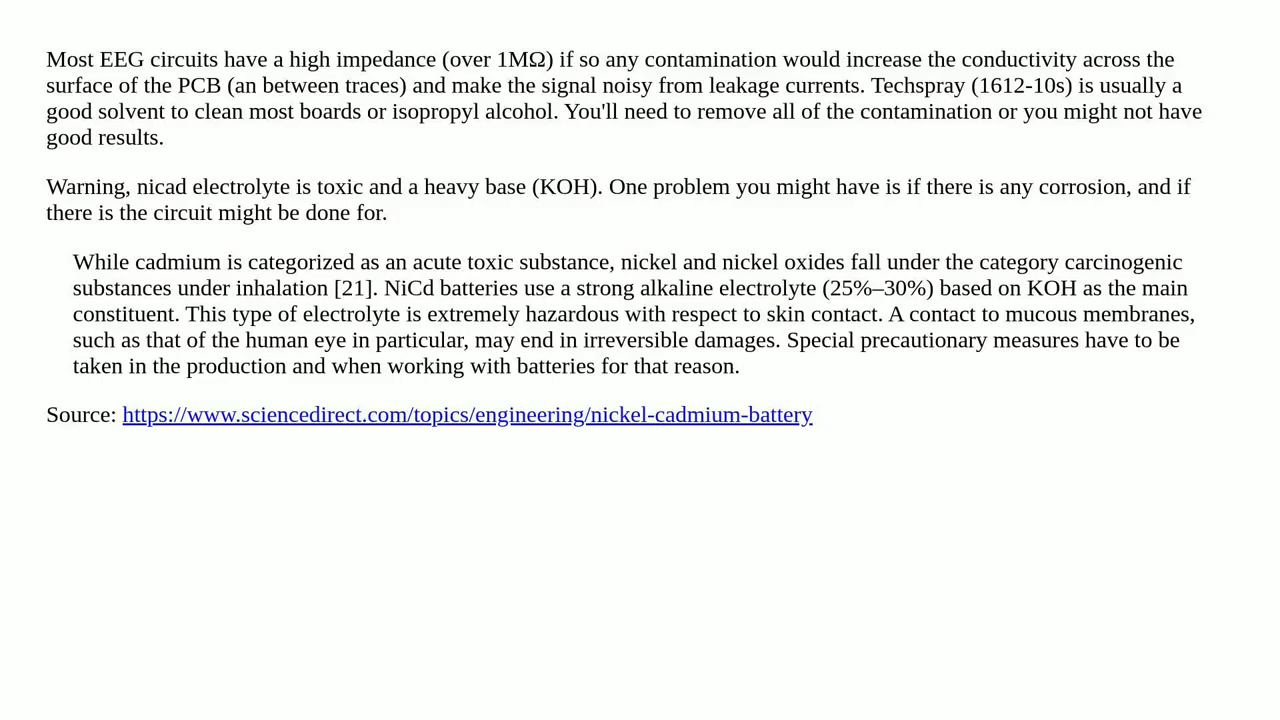 Most EEG circuits have a high impedance (over 1MΩ) if so any contamination would increase the conductivity across the
surface of the PCB (an between traces) and make the signal noisy from leakage currents. Techspray (1612-10s) is usually a
good solvent to clean most boards or isopropyl alcohol. You'll need to remove all of the contamination or you might not have
good results.
Warning, nicad electrolyte is toxic and a heavy base (KOH). One problem you might have is if there is any corrosion, and if
there is the circuit might be done for.
While cadmium is categorized as an acute toxic substance, nickel and nickel oxides fall under the category carcinogenic
substances under inhalation [21]. NiCd batteries use a strong alkaline electrolyte (25%–30%) based on KOH as the main
constituent. This type of electrolyte is extremely hazardous with respect to skin contact. A contact to mucous membranes,
such as that of the human eye in particular, may end in irreversible damages. Special precautionary measures have to be
taken in the production and when working with batteries for that reason.
Source: https://www.sciencedirect.com/topics/engineering/nickel-cadmium-battery